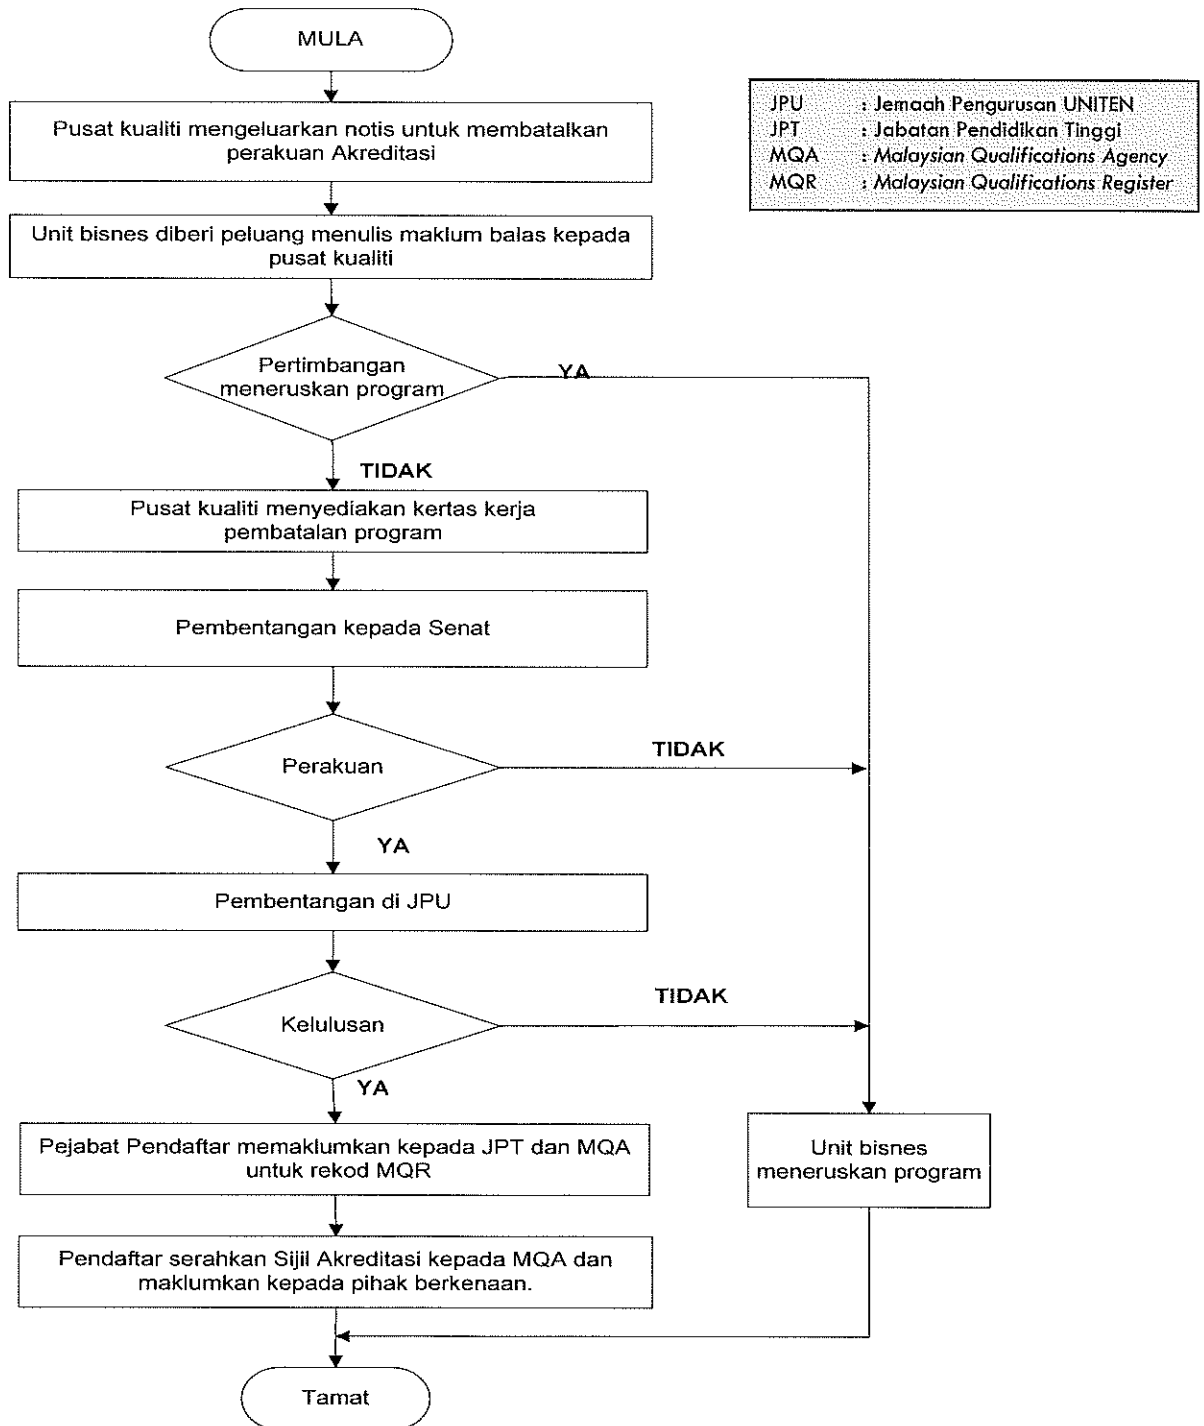 MULA
JPU : Jemaah Pengurusan UNITEN
JPT : Jabatan Pendidikan Tinggi
MQA : Malaysian Qualifications Agency
MQR : Malaysian Qualifications Register
Pusat kualiti mengeluarkan notis untuk membatalkan
perakuan Akreditasi
Unit bisnes diberi peluang menulis maklum balas kepada
pusat kualiti
Pertimbangan
meneruskan program
YA
TIDAK
Pusat kualiti menyediakan kertas kerja
pembatalan program
Pembentangan kepada Senat
Perakuan
TIDAK
YA
Pembentangan di JPU
Kelulusan
TIDAK
YA
Pejabat Pendaftar memaklumkan kepada JPT dan MQA
untuk rekod MQR
Unit bisnes
meneruskan program
Pendaftar serahkan Sijil Akreditasi kepada MQA dan
maklumkan kepada pihak berkenaan.
Tamat